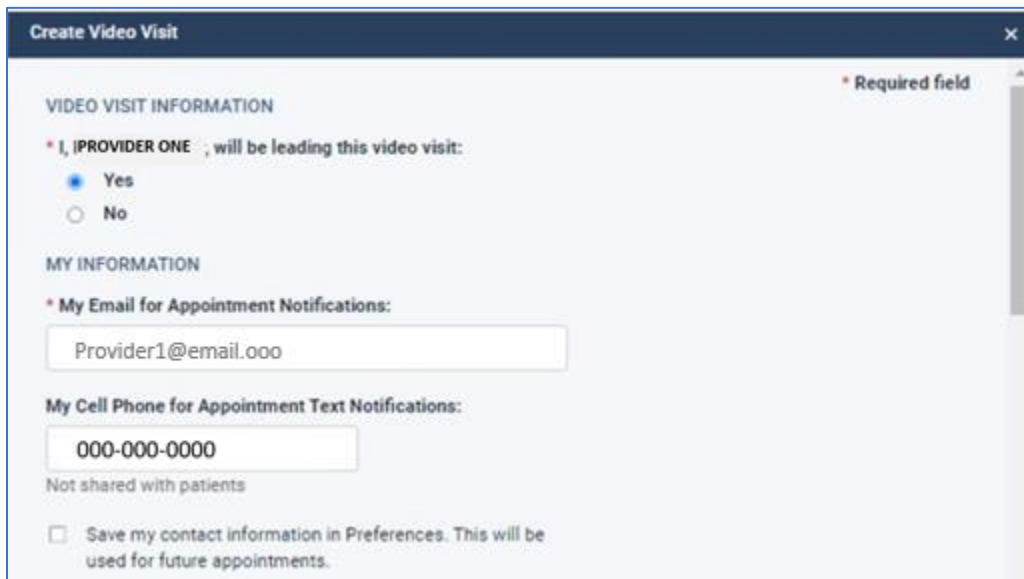 Create Video Visit ×
* Required field
VIDEO VISIT INFORMATION
* I, PROVIDER ONE , will be leading this video visit:
Yes
No
MY INFORMATION
* My Email for Appointment Notifications:
Provider1@email.ooo
My Cell Phone for Appointment Text Notifications:
000-000-0000
Not shared with patients
Save my contact information in Preferences. This will be
used for future appointments.